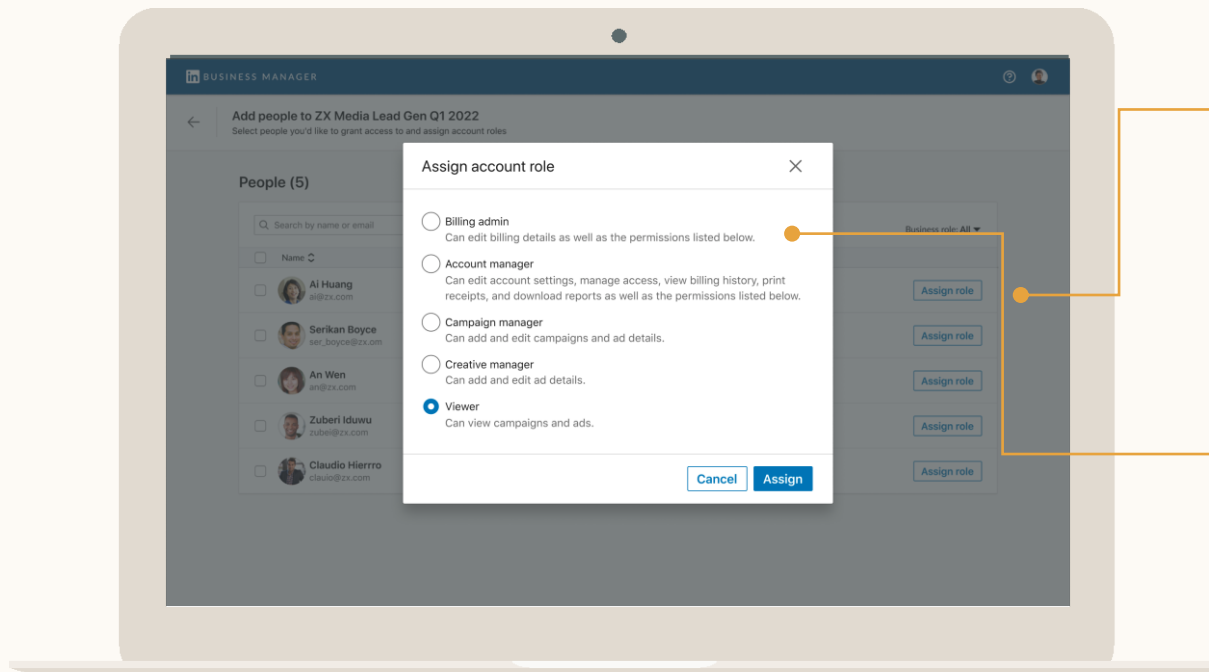 in BUSINESS MANAGER
Add people to ZX Media Lead Gen Q1 2022
Select people you'd like to grant access to and assign account roles
People (5)
Search by name or email
Business role: All
Name
Ai Huang
ai@zx.com
Assign role
Serikan Boyce
ser_boyce@zx.om
Assign role
An Wen
an@zx.com
Assign role
Zuberi Iduwu
zubei@zx.com
Assign role
Claudio Hierrro
clauio@zx.com
Assign role
Assign account role
Billing admin
Can edit billing details as well as the permissions listed below.
Account manager
Can edit account settings, manage access, view billing history, print
receipts, and download reports as well as the permissions listed below.
Campaign manager
Can add and edit campaigns and ad details.
Creative manager
Can add and edit ad details.
Viewer
Can view campaigns and ads.
Cancel
Assign